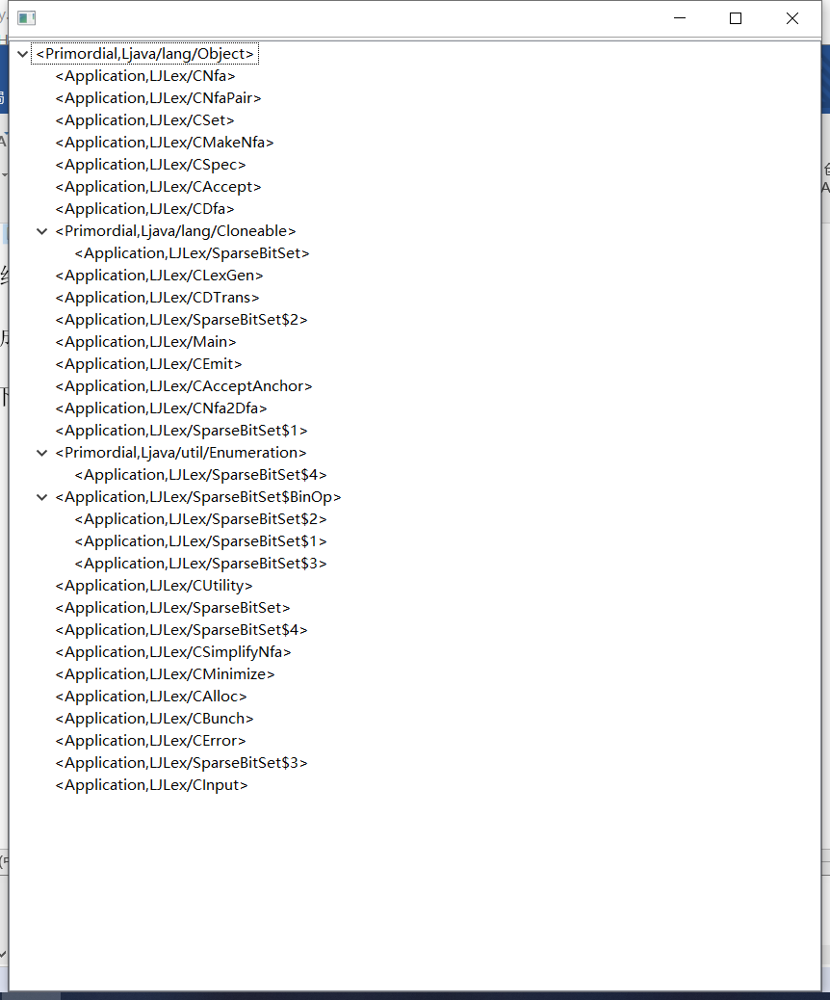 <Primordial,Ljava/lang/Object>
<Application,LJLex/CNfa>
<Application,LJLex/CNfaPair>
<Application,LJLex/CSet>
<Application,LJLex/CMakeNfa>
<Application,LJLex/CSpec>
<Application,LJLex/CAccept>
<Application,LJLex/CDfa>
<Primordial,Ljava/lang/Cloneable>
<Application,LJLex/SparseBitSet>
<Application,LJLex/CLexGen>
<Application,LJLex/CDTrans>
<Application,LJLex/SparseBitSet$2>
<Application,LJLex/Main>
<Application,LJLex/CEmit>
<Application,LJLex/CAcceptAnchor>
<Application,LJLex/CNfa2Dfa>
<Application,LJLex/SparseBitSet$1>
<Primordial,Ljava/util/Enumeration>
<Application,LJLex/SparseBitSet$4>
<Application,LJLex/SparseBitSet$BinOp>
<Application,LJLex/SparseBitSet$2>
<Application,LJLex/SparseBitSet$1>
<Application,LJLex/SparseBitSet$3>
<Application,LJLex/CUtility>
<Application,LJLex/SparseBitSet>
<Application,LJLex/SparseBitSet$4>
<Application,LJLex/CSimplifyNfa>
<Application,LJLex/CMinimize>
<Application,LJLex/CAlloc>
<Application,LJLex/CBunch>
<Application,LJLex/CError>
<Application,LJLex/SparseBitSet$3>
<Application,LJLex/CInput>